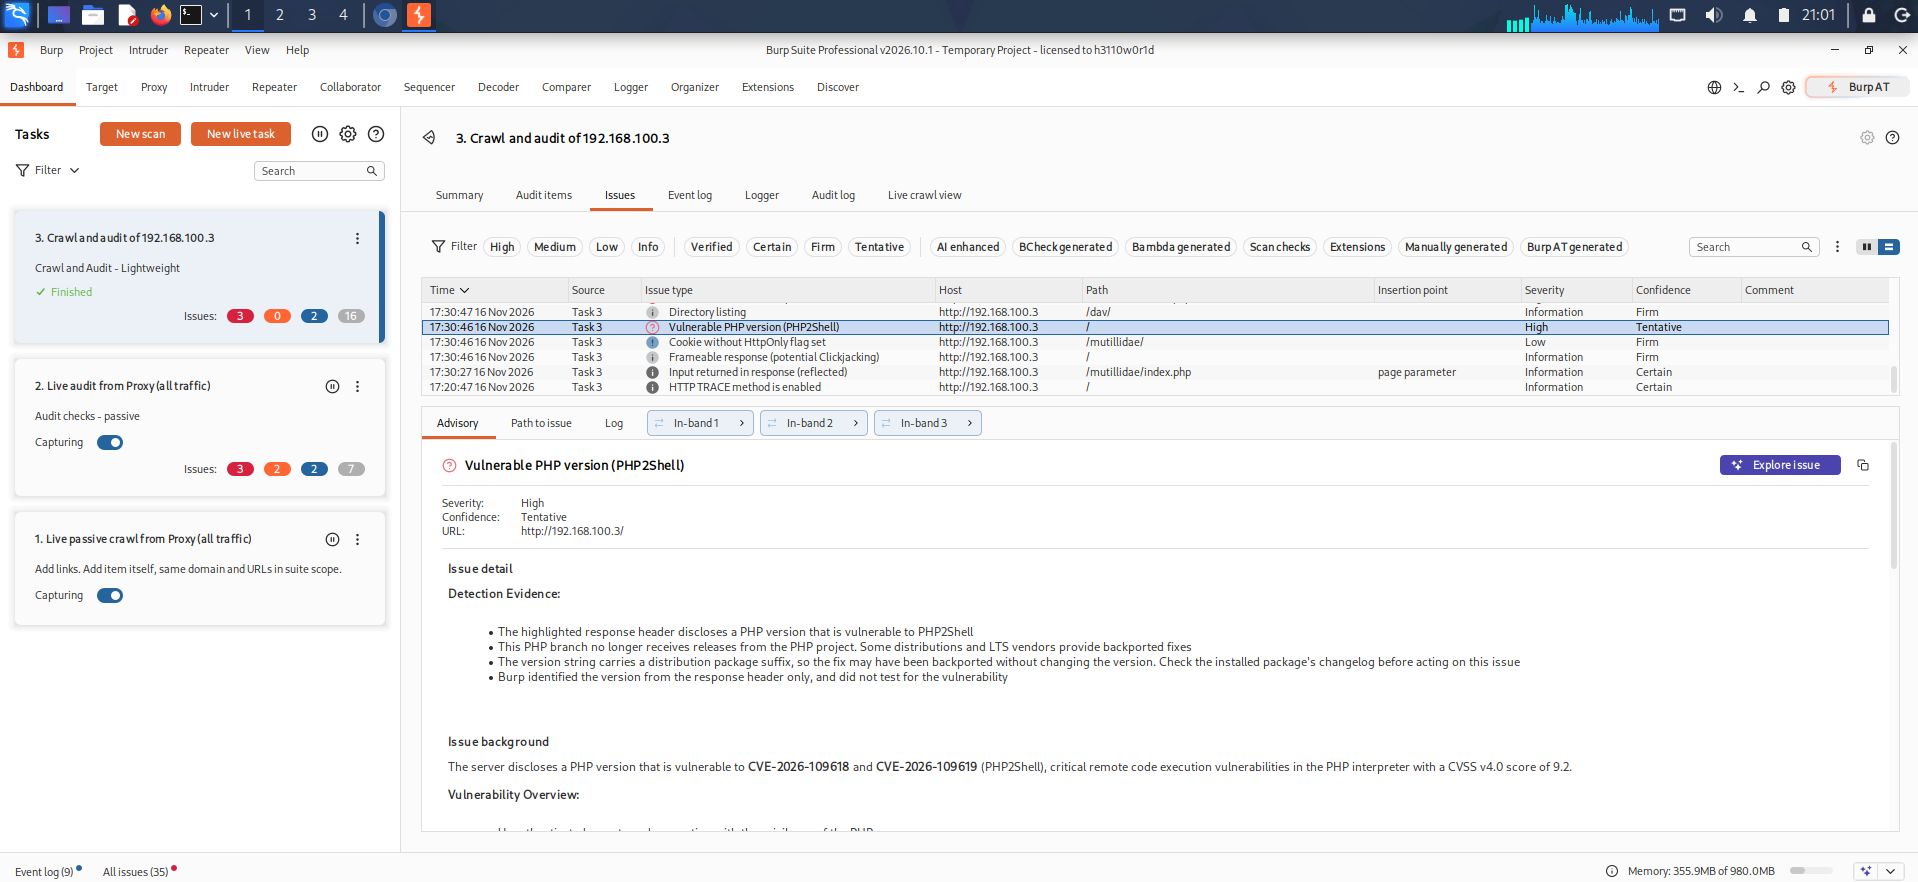 1 2 3 4 21:01
Burp Project Intruder Repeater View Help Burp Suite Professional v2026.10.1 - Temporary Project - licensed to h3110w0r1d
Dashboard Target Proxy Intruder Repeater Collaborator Sequencer Decoder Comparer Logger Organizer Extensions Discover Burp AT
Tasks New scan New live task
Filter Search
3. Crawl and audit of 192.168.100.3
Crawl and Audit - Lightweight
Finished
Issues: 3 0 2 16
2. Live audit from Proxy (all traffic)
Audit checks - passive
Capturing
Issues: 3 2 2 7
1. Live passive crawl from Proxy (all traffic)
Add links. Add item itself, same domain and URLs in suite scope.
Capturing
3. Crawl and audit of 192.168.100.3
Summary Audit items Issues Event log Logger Audit log Live crawl view
Filter High Medium Low Info Verified Certain Firm Tentative AI enhanced BCheck generated Bambda generated Scan checks Extensions Manually generated Burp AT generated Search
Time Source Issue type Host Path Insertion point Severity Confidence Comment
17:30:47 16 Nov 2026 Task 3 Directory listing http://192.168.100.3 /dav/ Information Firm
17:30:46 16 Nov 2026 Task 3 Vulnerable PHP version (PHP2Shell) http://192.168.100.3 / High Tentative
17:30:46 16 Nov 2026 Task 3 Cookie without HttpOnly flag set http://192.168.100.3 /mutillidae/ Low Firm
17:30:46 16 Nov 2026 Task 3 Frameable response (potential Clickjacking) http://192.168.100.3 / Information Firm
17:30:27 16 Nov 2026 Task 3 Input returned in response (reflected) http://192.168.100.3 /mutillidae/index.php page parameter Information Certain
17:20:47 16 Nov 2026 Task 3 HTTP TRACE method is enabled http://192.168.100.3 / Information Certain
Advisory Path to issue Log In-band 1 In-band 2 In-band 3
Vulnerable PHP version (PHP2Shell) Explore issue
Severity: High
Confidence: Tentative
URL: http://192.168.100.3/
Issue detail
Detection Evidence:
• The highlighted response header discloses a PHP version that is vulnerable to PHP2Shell
• This PHP branch no longer receives releases from the PHP project. Some distributions and LTS vendors provide backported fixes
• The version string carries a distribution package suffix, so the fix may have been backported without changing the version. Check the installed package's changelog before acting on this issue
• Burp identified the version from the response header only, and did not test for the vulnerability
Issue background
The server discloses a PHP version that is vulnerable to CVE-2026-109618 and CVE-2026-109619 (PHP2Shell), critical remote code execution vulnerabilities in the PHP interpreter with a CVSS v4.0 score of 9.2.
Vulnerability Overview:
Event log (9) All issues (35) Memory: 355.9MB of 980.0MB